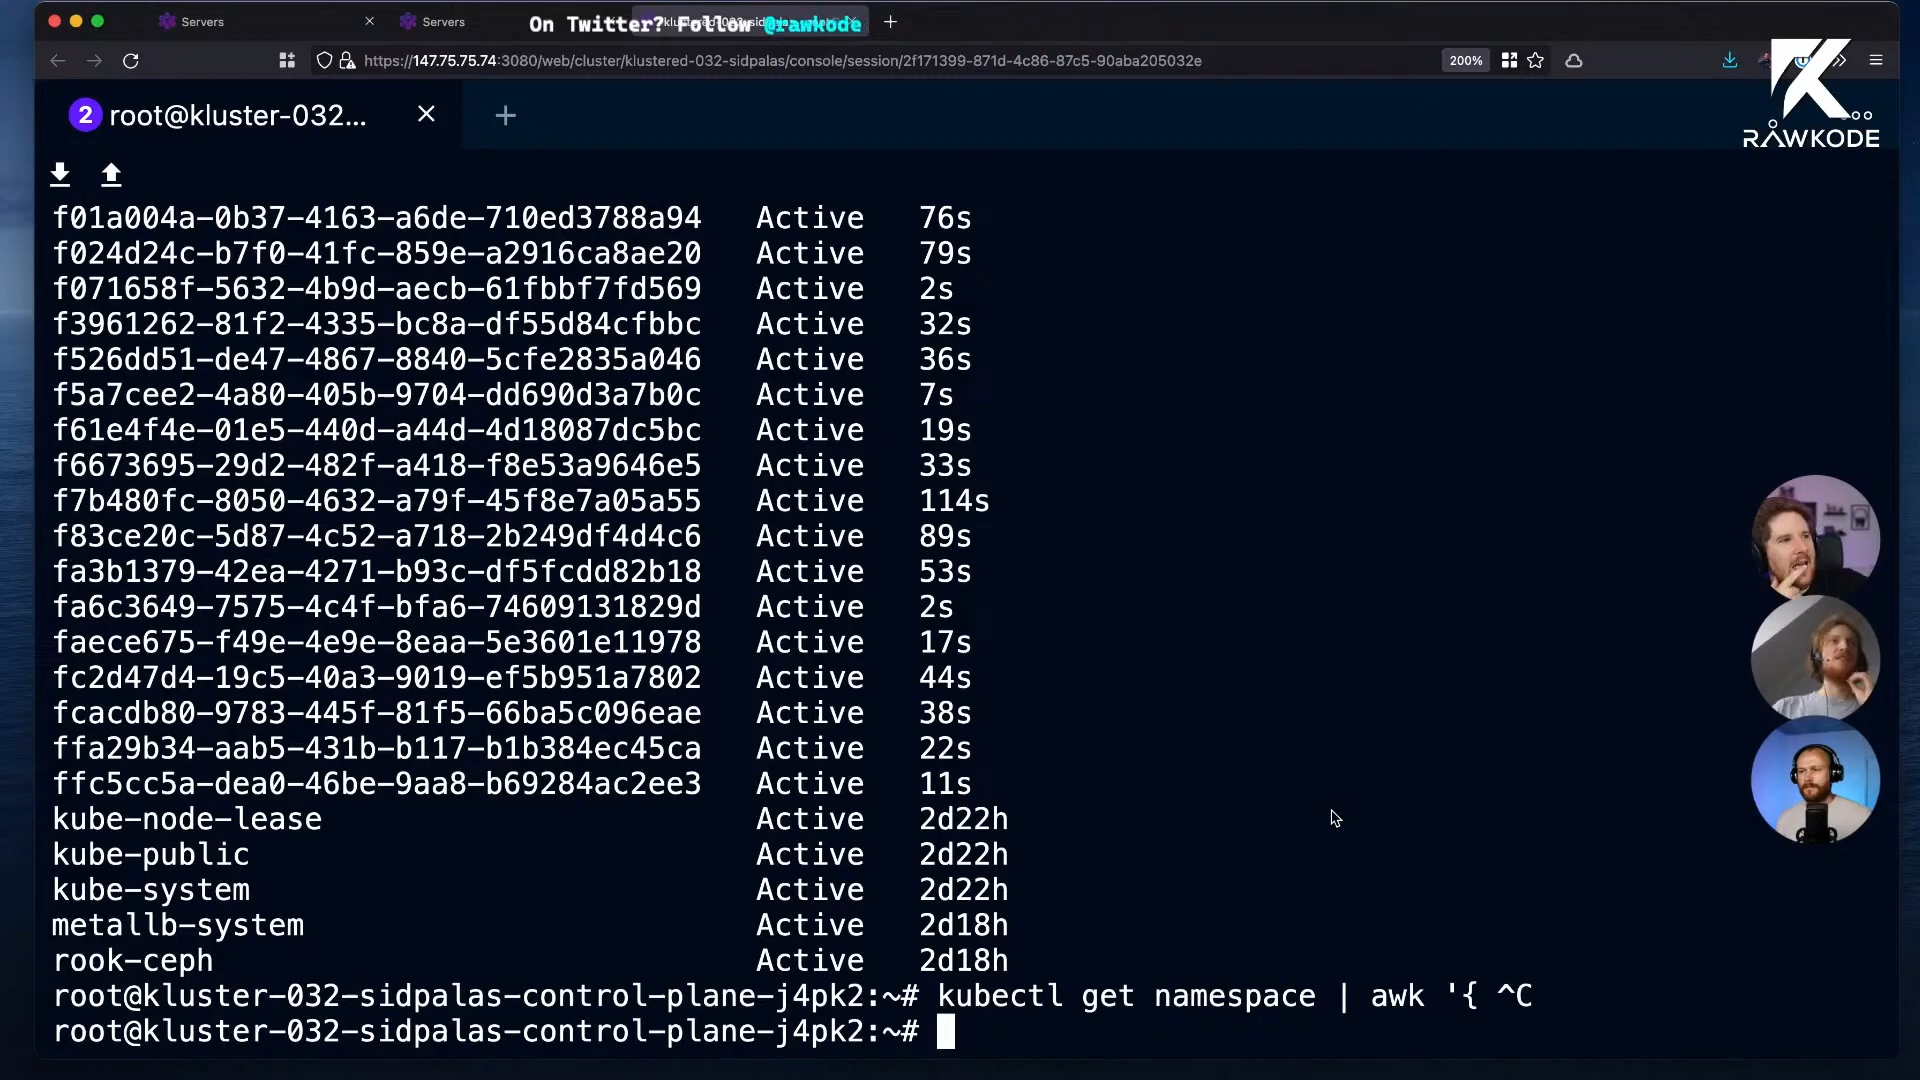 Servers
Servers
On Twitter? Follow @rawkode
https://147.75.75.74:3080/web/cluster/klustered-032-sidpalas/console/session/2f171399-871d-4c86-87c5-90aba205032e
200%
2 root@kluster-032...
RAWKODE
f01a004a-0b37-4163-a6de-710ed3788a94 Active 76s
f024d24c-b7f0-41fc-859e-a2916ca8ae20 Active 79s
f071658f-5632-4b9d-aecb-61fbbf7fd569 Active 2s
f3961262-81f2-4335-bc8a-df55d84cfbbc Active 32s
f526dd51-de47-4867-8840-5cfe2835a046 Active 36s
f5a7cee2-4a80-405b-9704-dd690d3a7b0c Active 7s
f61e4f4e-01e5-440d-a44d-4d18087dc5bc Active 19s
f6673695-29d2-482f-a418-f8e53a9646e5 Active 33s
f7b480fc-8050-4632-a79f-45f8e7a05a55 Active 114s
f83ce20c-5d87-4c52-a718-2b249df4d4c6 Active 89s
fa3b1379-42ea-4271-b93c-df5fcdd82b18 Active 53s
fa6c3649-7575-4c4f-bfa6-74609131829d Active 2s
faece675-f49e-4e9e-8eaa-5e3601e11978 Active 17s
fc2d47d4-19c5-40a3-9019-ef5b951a7802 Active 44s
fcacdb80-9783-445f-81f5-66ba5c096eae Active 38s
ffa29b34-aab5-431b-b117-b1b384ec45ca Active 22s
ffc5cc5a-dea0-46be-9aa8-b69284ac2ee3 Active 11s
kube-node-lease Active 2d22h
kube-public Active 2d22h
kube-system Active 2d22h
metallb-system Active 2d18h
rook-ceph Active 2d18h
root@kluster-032-sidpalas-control-plane-j4pk2:~# kubectl get namespace | awk '{ ^C
root@kluster-032-sidpalas-control-plane-j4pk2:~#